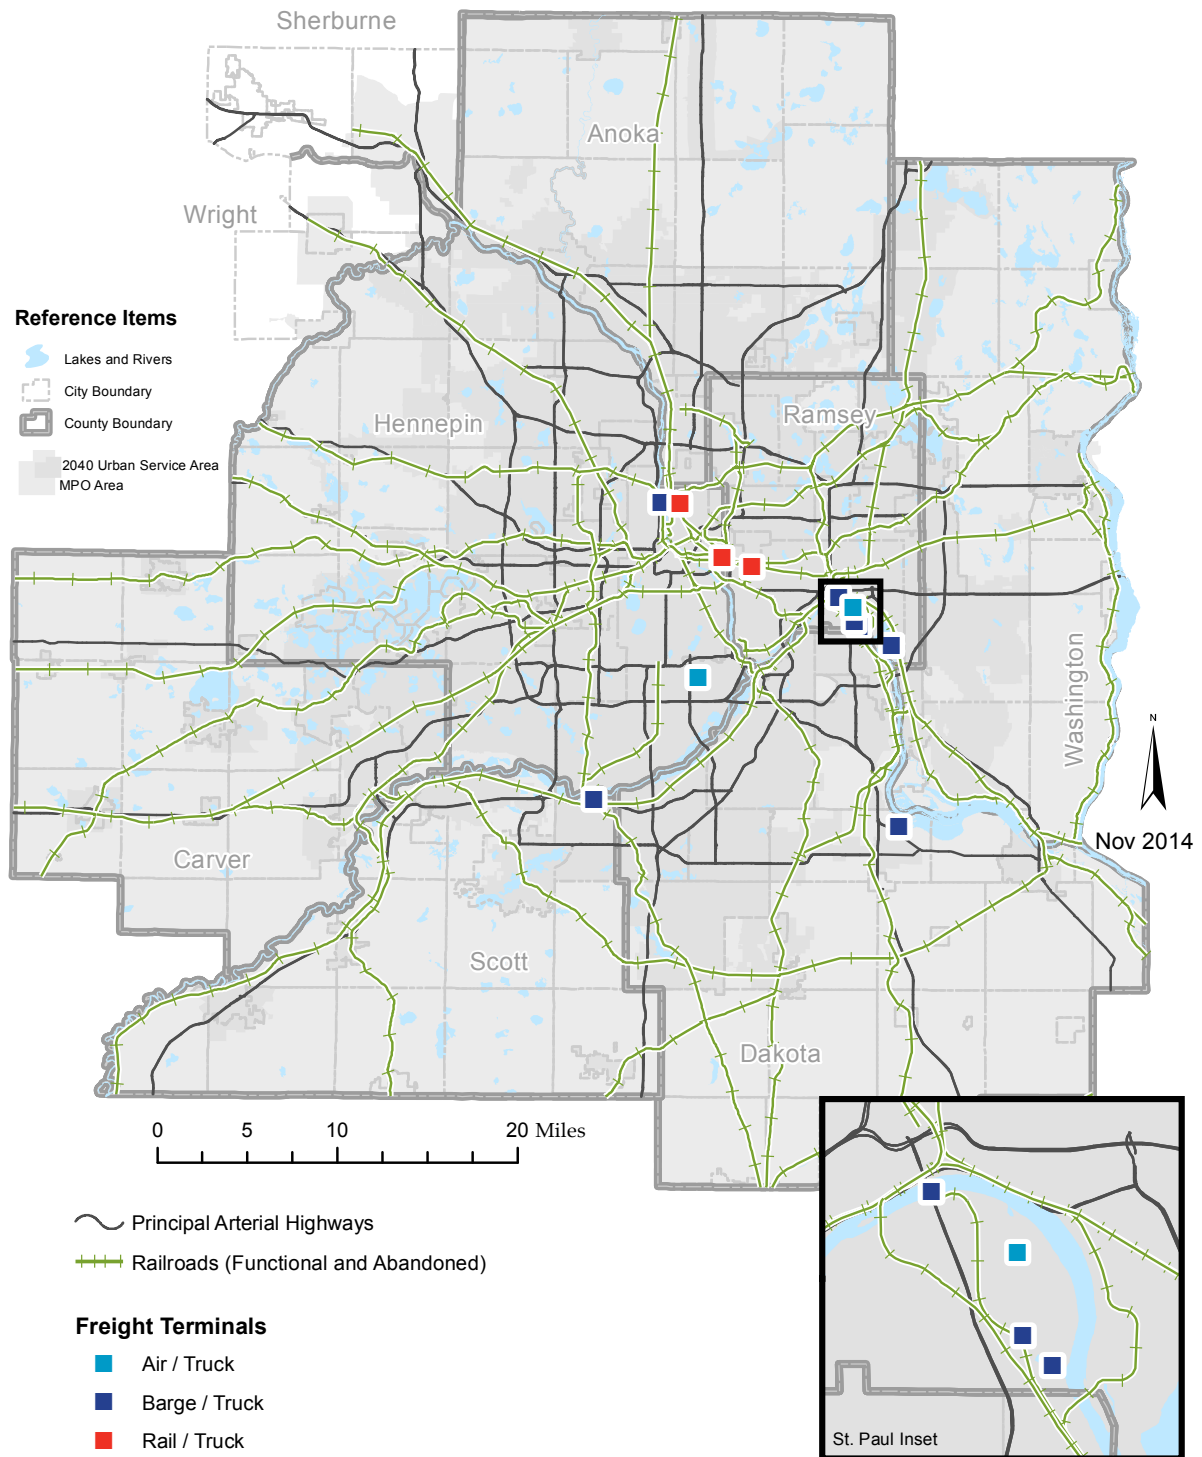 Sherburne
Anoka
Wright
Reference Items
Lakes and Rivers
City Boundary
County Boundary
2040 Urban Service Area
MPO Area
Hennepin
Ramsey
Washington
N
Nov 2014
Carver
Scott
Dakota
0 5 10 20 Miles
Principal Arterial Highways
Railroads (Functional and Abandoned)
Freight Terminals
Air / Truck
Barge / Truck
Rail / Truck
St. Paul Inset